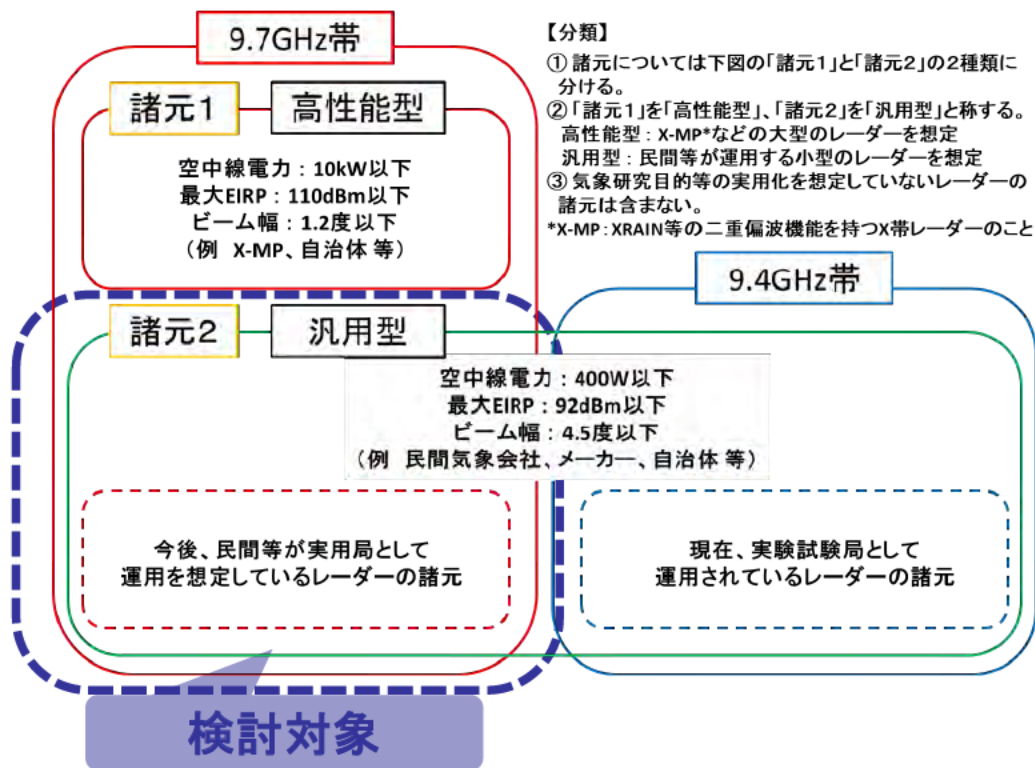 9.7GHz帯
諸元1
高性能型
空中線電力：10kW以下
最大EIRP：110dBm以下
ビーム幅：1.2度以下
（例　X-MP、自治体 等）
【分類】
① 諸元については下図の「諸元1」と「諸元2」の2種類に
分ける。
②「諸元1」を「高性能型」、「諸元2」を「汎用型」と称する。
高性能型：X-MP*などの大型のレーダーを想定
汎用型：民間等が運用する小型のレーダーを想定
③ 気象研究目的等の実用化を想定していないレーダーの
諸元は含まない。
*X-MP：XRAIN等の二重偏波機能を持つX帯レーダーのこと
9.4GHz帯
諸元2
汎用型
空中線電力：400W以下
最大EIRP：92dBm以下
ビーム幅：4.5度以下
（例　民間気象会社、メーカー、自治体 等）
今後、民間等が実用局として
運用を想定しているレーダーの諸元
現在、実験試験局として
運用されているレーダーの諸元
検討対象